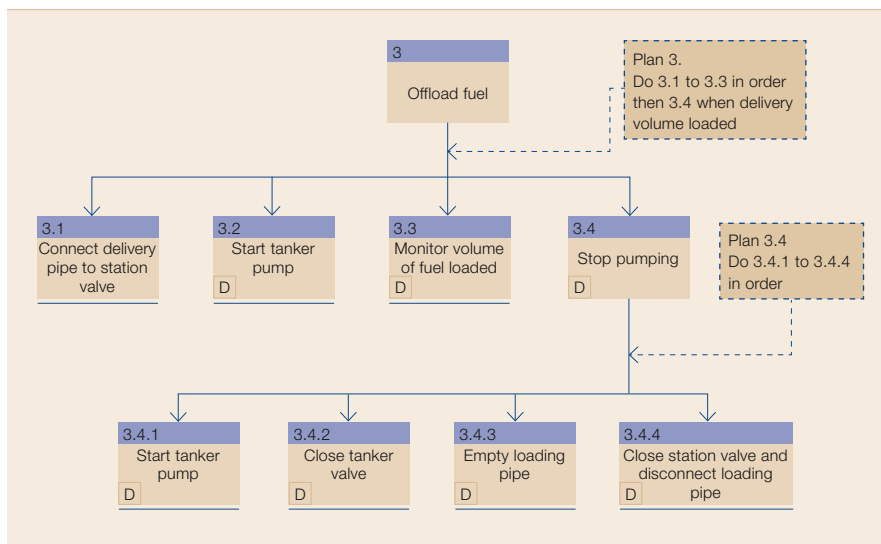 3
Offload fuel
Plan 3.
Do 3.1 to 3.3 in order
then 3.4 when delivery
volume loaded
3.1
Connect delivery
pipe to station
valve
3.2
Start tanker
pump
D
3.3
Monitor volume
of fuel loaded
D
3.4
Stop pumping
D
Plan 3.4
Do 3.4.1 to 3.4.4
in order
3.4.1
Start tanker
pump
D
3.4.2
Close tanker
valve
D
3.4.3
Empty loading
pipe
D
3.4.4
Close station valve and
disconnect loading
pipe
D